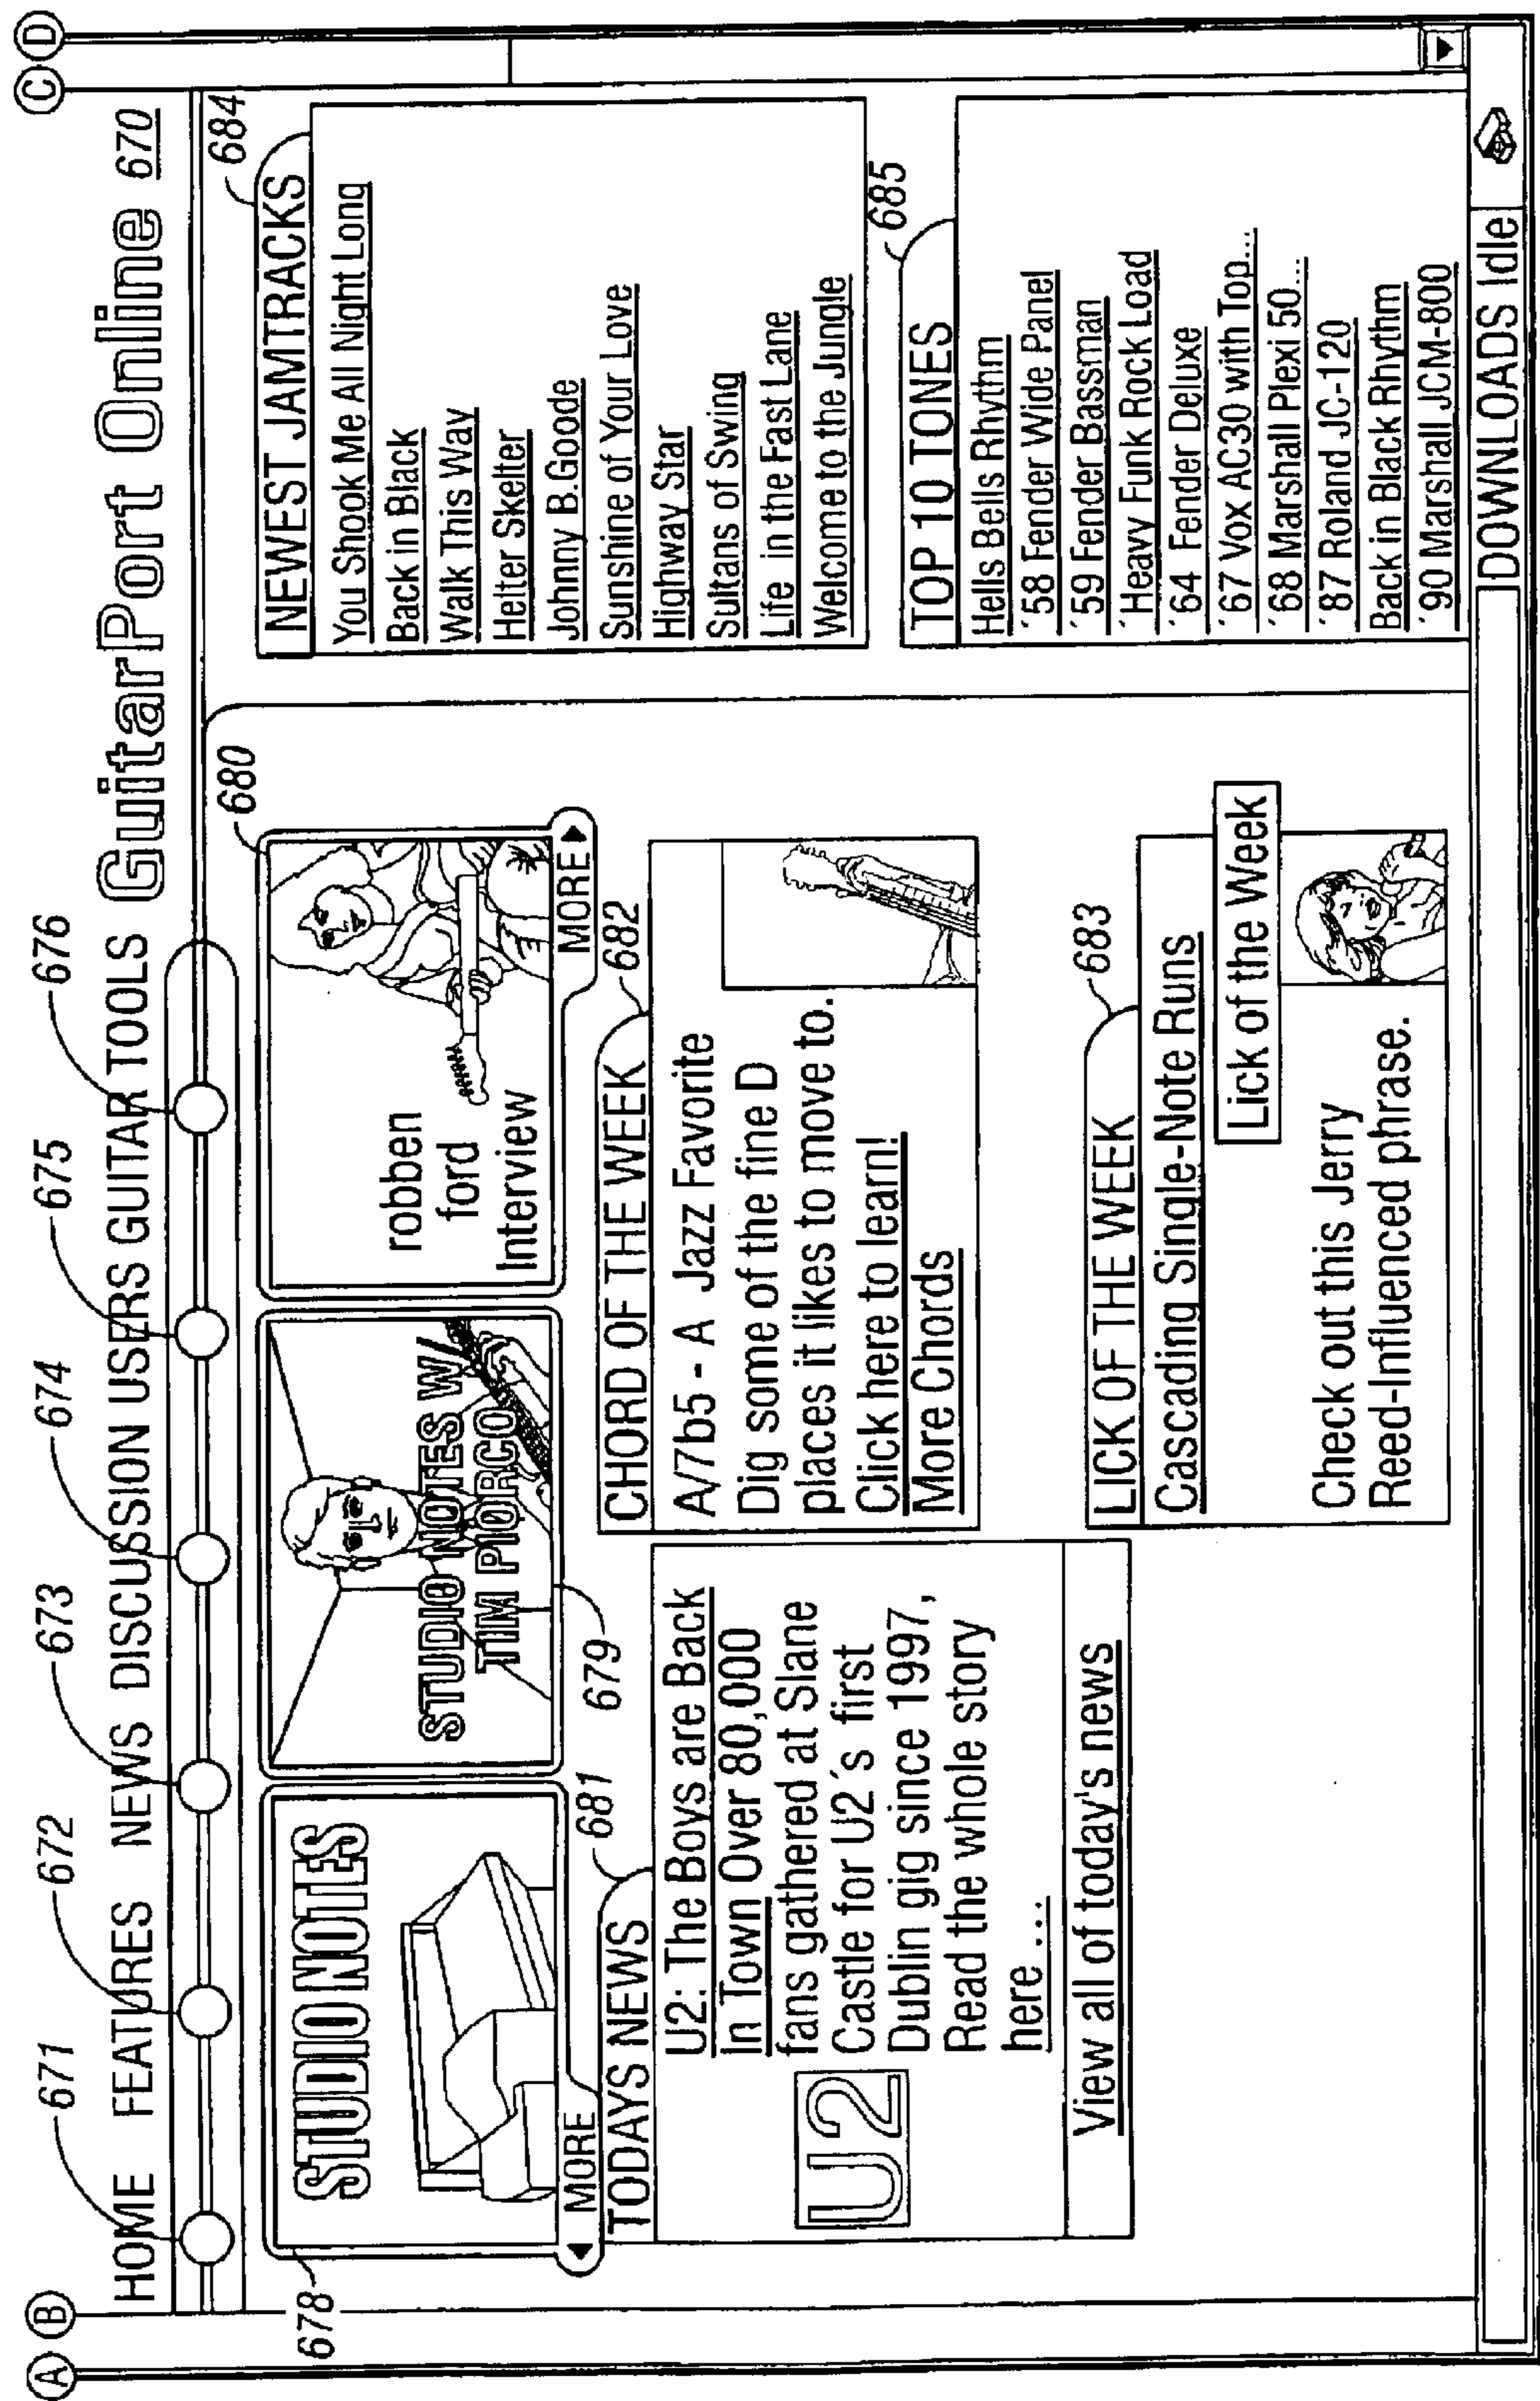 A B C D
HOME FEATURES NEWS DISCUSSION USERS GUITAR TOOLS GuitarPort Online 670
671 672 673 674 675 676
678
STUDIO NOTES
MORE
STUDIO NOTES W/
TIM PIORCO
679
680
robben
ford
Interview
MORE
681
TODAYS NEWS
U2: The Boys are Back
In Town Over 80,000
fans gathered at Slane
Castle for U2´s first
Dublin gig since 1997,
Read the whole story
here ...
U2
View all of today's news
682
CHORD OF THE WEEK
A/7b5 - A Jazz Favorite
Dig some of the fine D
places it likes to move to.
Click here to learn!
More Chords
683
LICK OF THE WEEK
Cascading Single-Note Runs
Lick of the Week
Check out this Jerry
Reed-Influenced phrase.
684
NEWEST JAMTRACKS
You Shook Me All Night Long
Back in Black
Walk This Way
Helter Skelter
Johnny B.Goode
Sunshine of Your Love
Highway Star
Sultans of Swing
Life in the Fast Lane
Welcome to the Jungle
685
TOP 10 TONES
Hells Bells Rhythm
´58 Fender Wide Panel
´59 Fender Bassman
´Heavy Funk Rock Load
´64 Fender Deluxe
´67 Vox AC30 with Top...
´68 Marshall Plexi 50...
´87 Roland JC-120
Back in Black Rhythm
´90 Marshall JCM-800
DOWNLOADS Idle